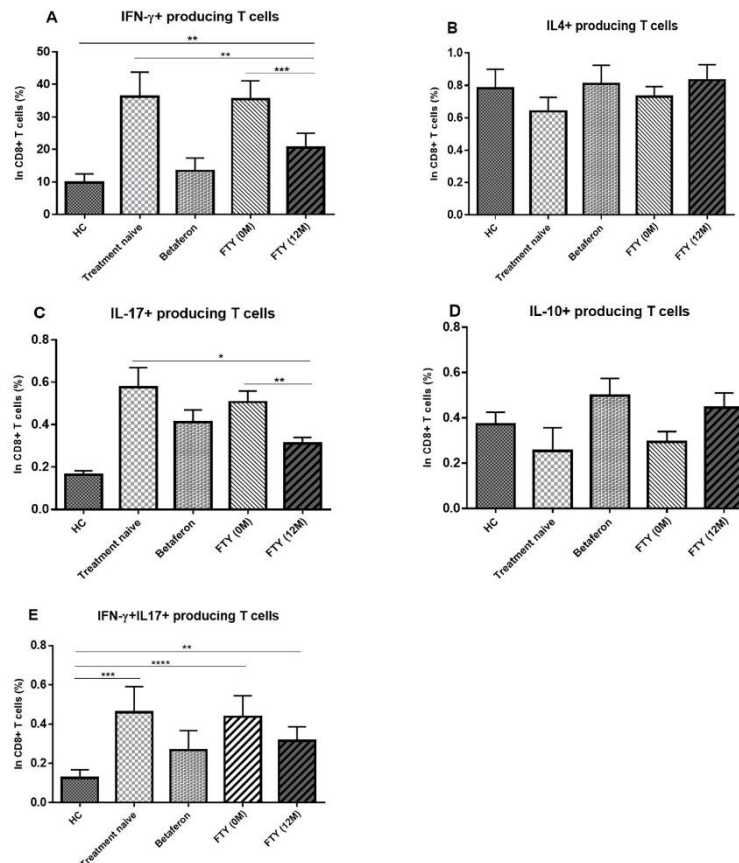 A
IFN-γ+ producing T cells
**
**
***
In CD8+ T cells (%)
50
40
30
20
10
0
HC
Treatment naive
Betaferon
FTY (0M)
FTY (12M)
B
IL4+ producing T cells
In CD8+ T cells (%)
1.0
0.8
0.6
0.4
0.2
0.0
HC
Treatment naive
Betaferon
FTY (0M)
FTY (12M)
C
IL-17+ producing T cells
*
**
In CD8+ T cells (%)
0.8
0.6
0.4
0.2
0.0
HC
Treatment naive
Betaferon
FTY (0M)
FTY (12M)
D
IL-10+ producing T cells
In CD8+ T cells (%)
0.8
0.6
0.4
0.2
0.0
HC
Treatment naive
Betaferon
FTY (0M)
FTY (12M)
E
IFN-γ+IL17+ producing T cells
**
****
***
In CD8+ T cells (%)
0.8
0.6
0.4
0.2
0.0
HC
Treatment naive
Betaferon
FTY (0M)
FTY (12M)